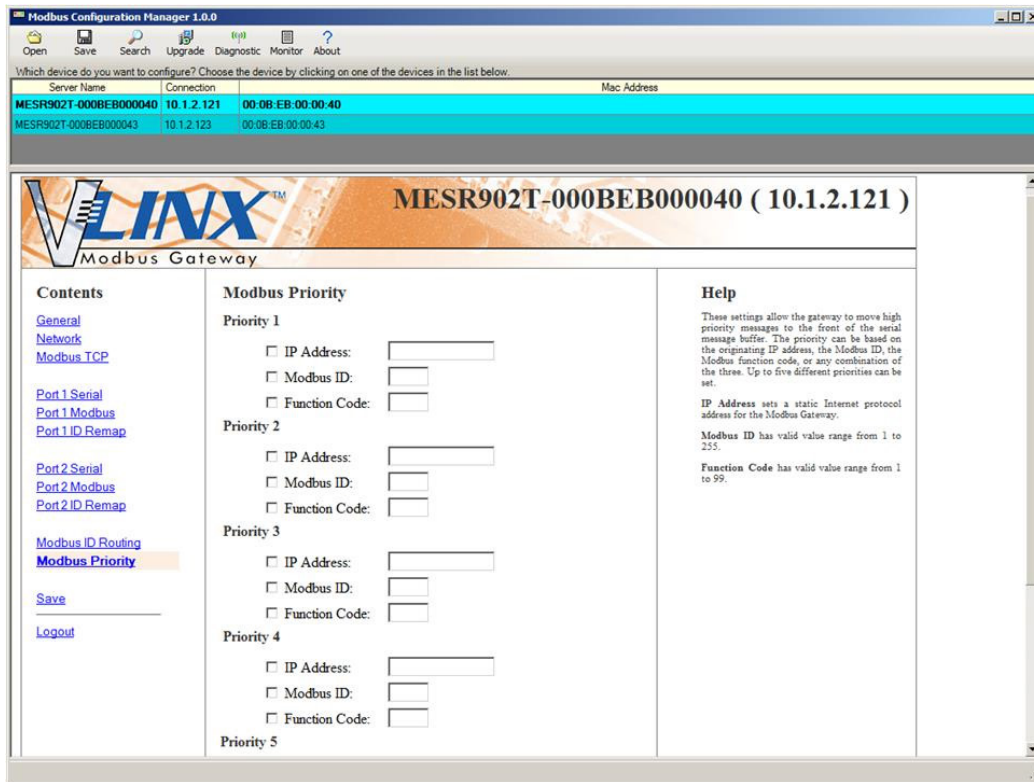 Modbus Configuration Manager 1.0.0
Open Save Search Upgrade Diagnostic Monitor About
Which device do you want to configure? Choose the device by clicking on one of the devices in the list below.
Server Name Connection Mac Address
MESR902T-000BEB000040 10.1.2.121 00:0B:EB:00:00:40
MESR902T-000BEB000043 10.1.2.123 00:0B:EB:00:00:43
VLINX™
Modbus Gateway
MESR902T-000BEB000040 ( 10.1.2.121 )
Contents
General
Network
Modbus TCP
Port 1 Serial
Port 1 Modbus
Port 1 ID Remap
Port 2 Serial
Port 2 Modbus
Port 2 ID Remap
Modbus ID Routing
Modbus Priority
Save
Logout
Modbus Priority
Priority 1
IP Address:
Modbus ID:
Function Code:
Priority 2
IP Address:
Modbus ID:
Function Code:
Priority 3
IP Address:
Modbus ID:
Function Code:
Priority 4
IP Address:
Modbus ID:
Function Code:
Priority 5
Help
These settings allow the gateway to move high
priority messages to the front of the serial
message buffer. The priority can be based on
the originating IP address, the Modbus ID, the
Modbus function code, or any combination of
the three. Up to five different priorities can be
set.
IP Address sets a static Internet protocol
address for the Modbus Gateway.
Modbus ID has valid value range from 1 to
255.
Function Code has valid value range from 1
to 99.